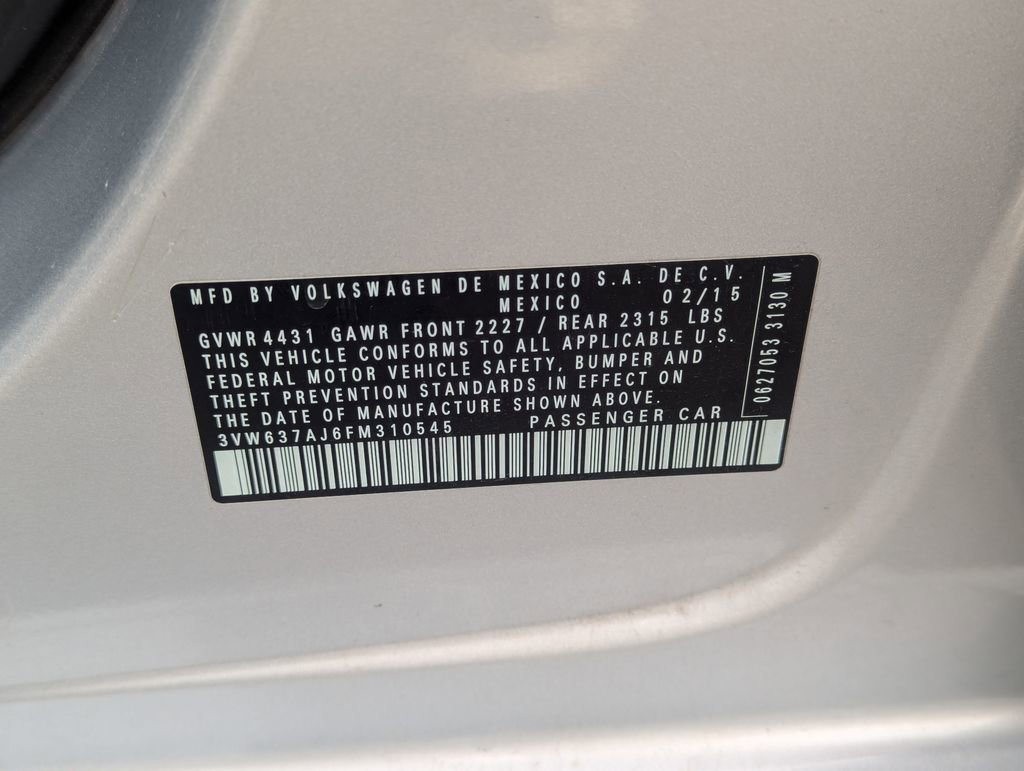 MFD BY VOLKSWAGEN DE MEXICO S.A. DE C.V.
MEXICO 02/15
GVWR 4431 GAWR FRONT 2227 / REAR 2315 LBS
THIS VEHICLE CONFORMS TO ALL APPLICABLE U.S.
FEDERAL MOTOR VEHICLE SAFETY, BUMPER AND
THEFT PREVENTION STANDARDS IN EFFECT ON
THE DATE OF MANUFACTURE SHOWN ABOVE.
3VW637AJ6FM310545 PASSENGER CAR
0627053 3130 M